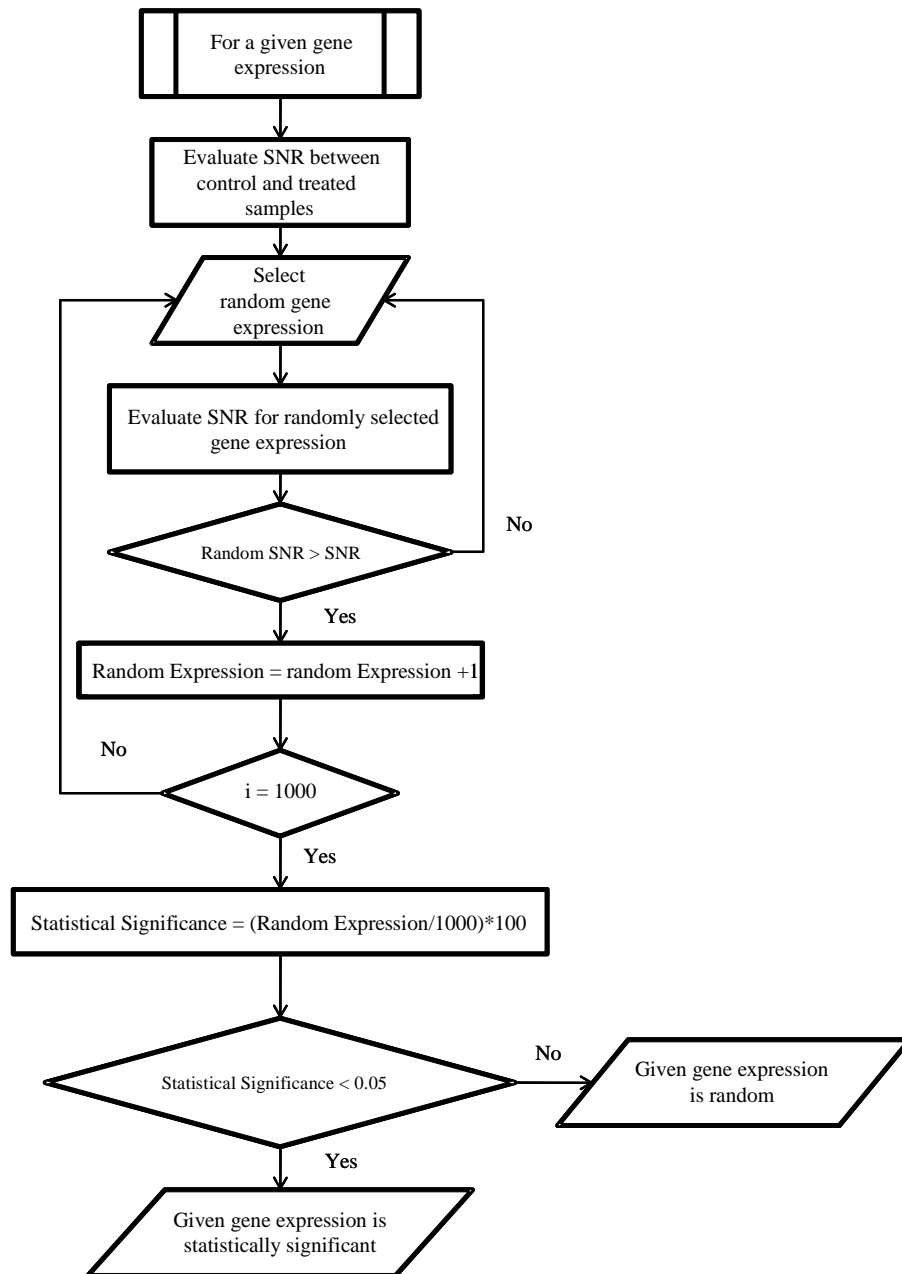 For a given gene
expression
Evaluate SNR between
control and treated
samples
Select
random gene
expression
Evaluate SNR for randomly selected
gene expression
Random SNR > SNR
No
Yes
Random Expression = random Expression +1
No
i = 1000
Yes
Statistical Significance = (Random Expression/1000)*100
Statistical Significance < 0.05
No
Given gene expression
is random
Yes
Given gene expression is
statistically significant